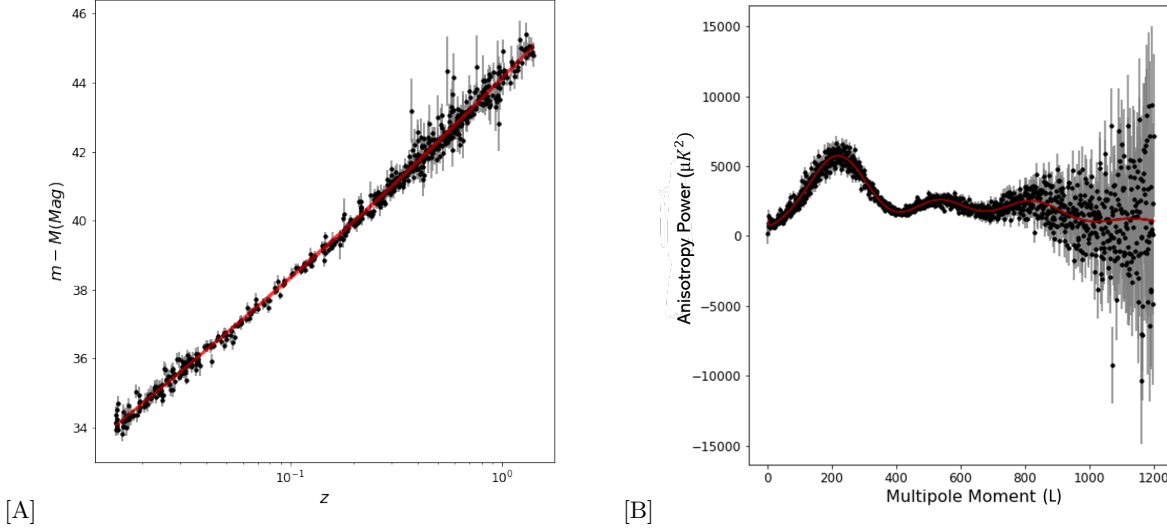 46
44
42
40
38
36
34
m − M(Mag)
10⁻¹
10⁰
z
[A]
15000
10000
5000
0
−5000
−10000
−15000
Anisotropy Power (μK²)
0 200 400 600 800 1000 1200
Multipole Moment (L)
[B]